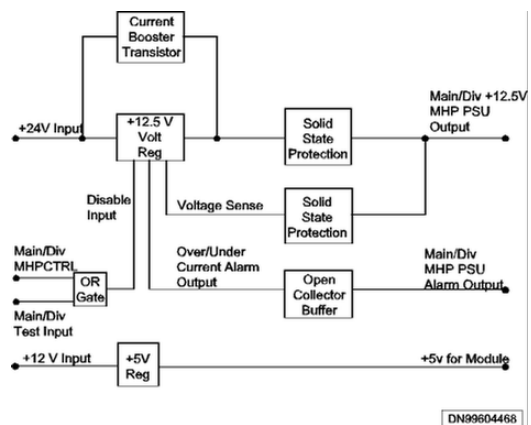 Current
Booster
Transistor
+24V Input
+12.5 V
Volt
Reg
Solid
State
Protection
Main/Div +12.5V
MHP PSU
Output
Disable
Input
Voltage Sense
Solid
State
Protection
Main/Div
MHPCTRL
OR
Gate
Main/Div
Test Input
Over/Under
Current Alarm
Output
Open
Collector
Buffer
Main/Div
MHP PSU
Alarm Output
+12 V Input
+5V
Reg
+5v for Module
DN99604468